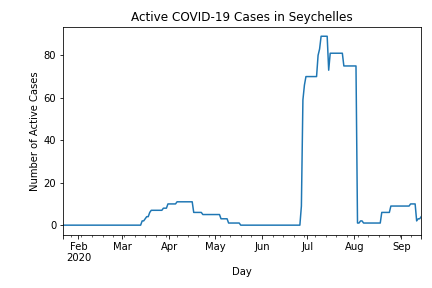 Active COVID-19 Cases in Seychelles
Number of Active Cases
80
60
40
20
0
Feb Mar Apr May Jun Jul Aug Sep
2020
Day